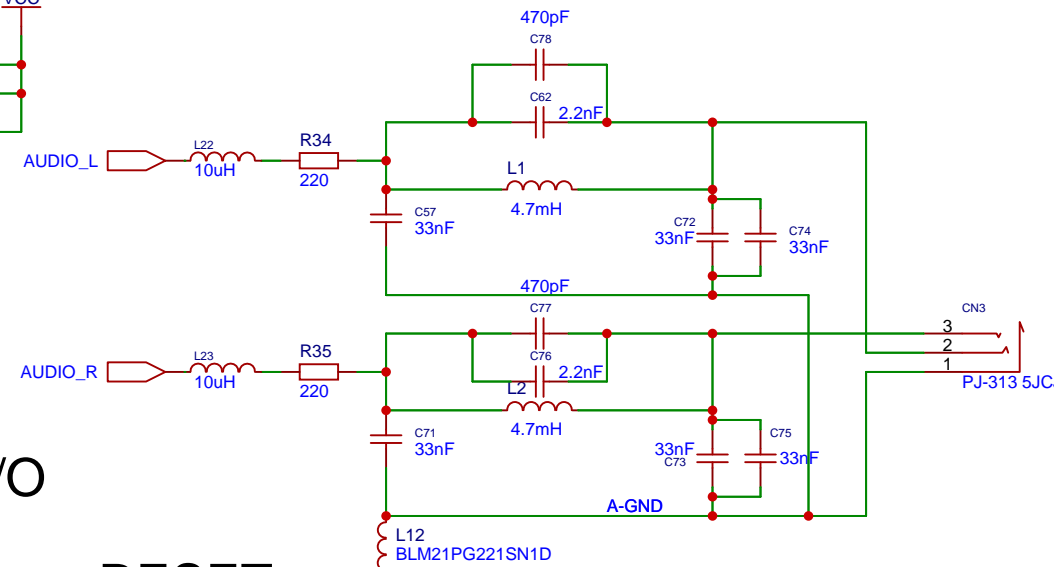 VCC
470pF
C78
C62
2.2nF
L22
R34
AUDIO_L
10uH
220
L1
4.7mH
C57
33nF
C72
33nF
C74
33nF
470pF
C77
CN3
3
2
1
PJ-313 5JC
L23
R35
AUDIO_R
10uH
220
C76
2.2nF
L2
4.7mH
C71
33nF
33nF
C73
C75
33nF
/O
A-GND
L12
BLM21PG221SN1D
RESET